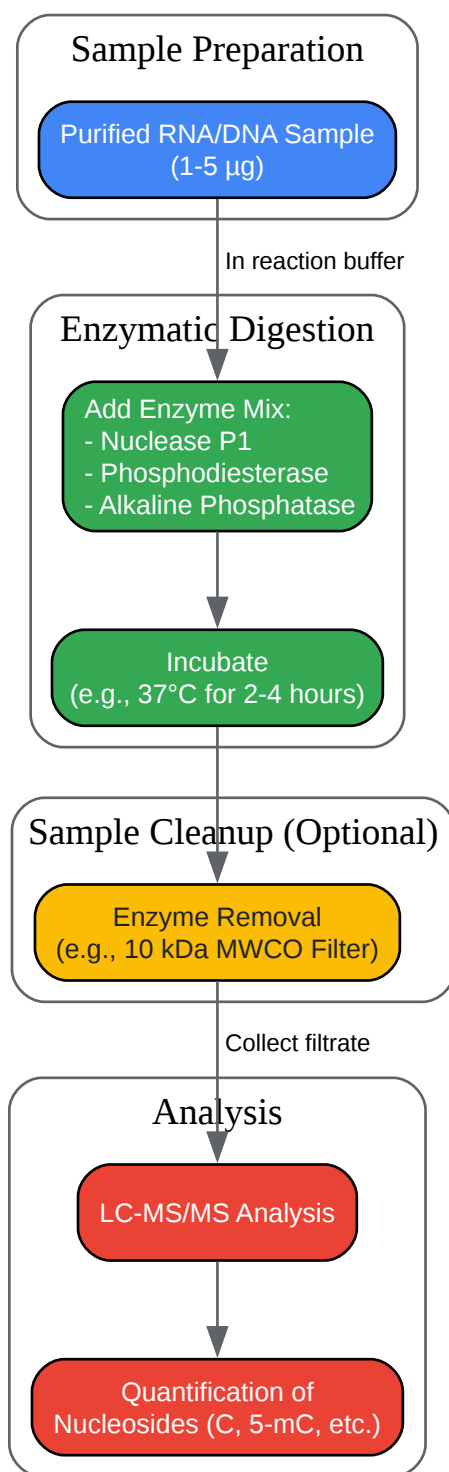 Sample Preparation
Purified RNA/DNA Sample
(1-5 µg)
In reaction buffer
Enzymatic Digestion
Add Enzyme Mix:
- Nuclease P1
- Phosphodiesterase
- Alkaline Phosphatase
Incubate
(e.g., 37°C for 2-4 hours)
Sample Cleanup (Optional)
Enzyme Removal
(e.g., 10 kDa MWCO Filter)
Collect filtrate
Analysis
LC-MS/MS Analysis
Quantification of
Nucleosides (C, 5-mC, etc.)